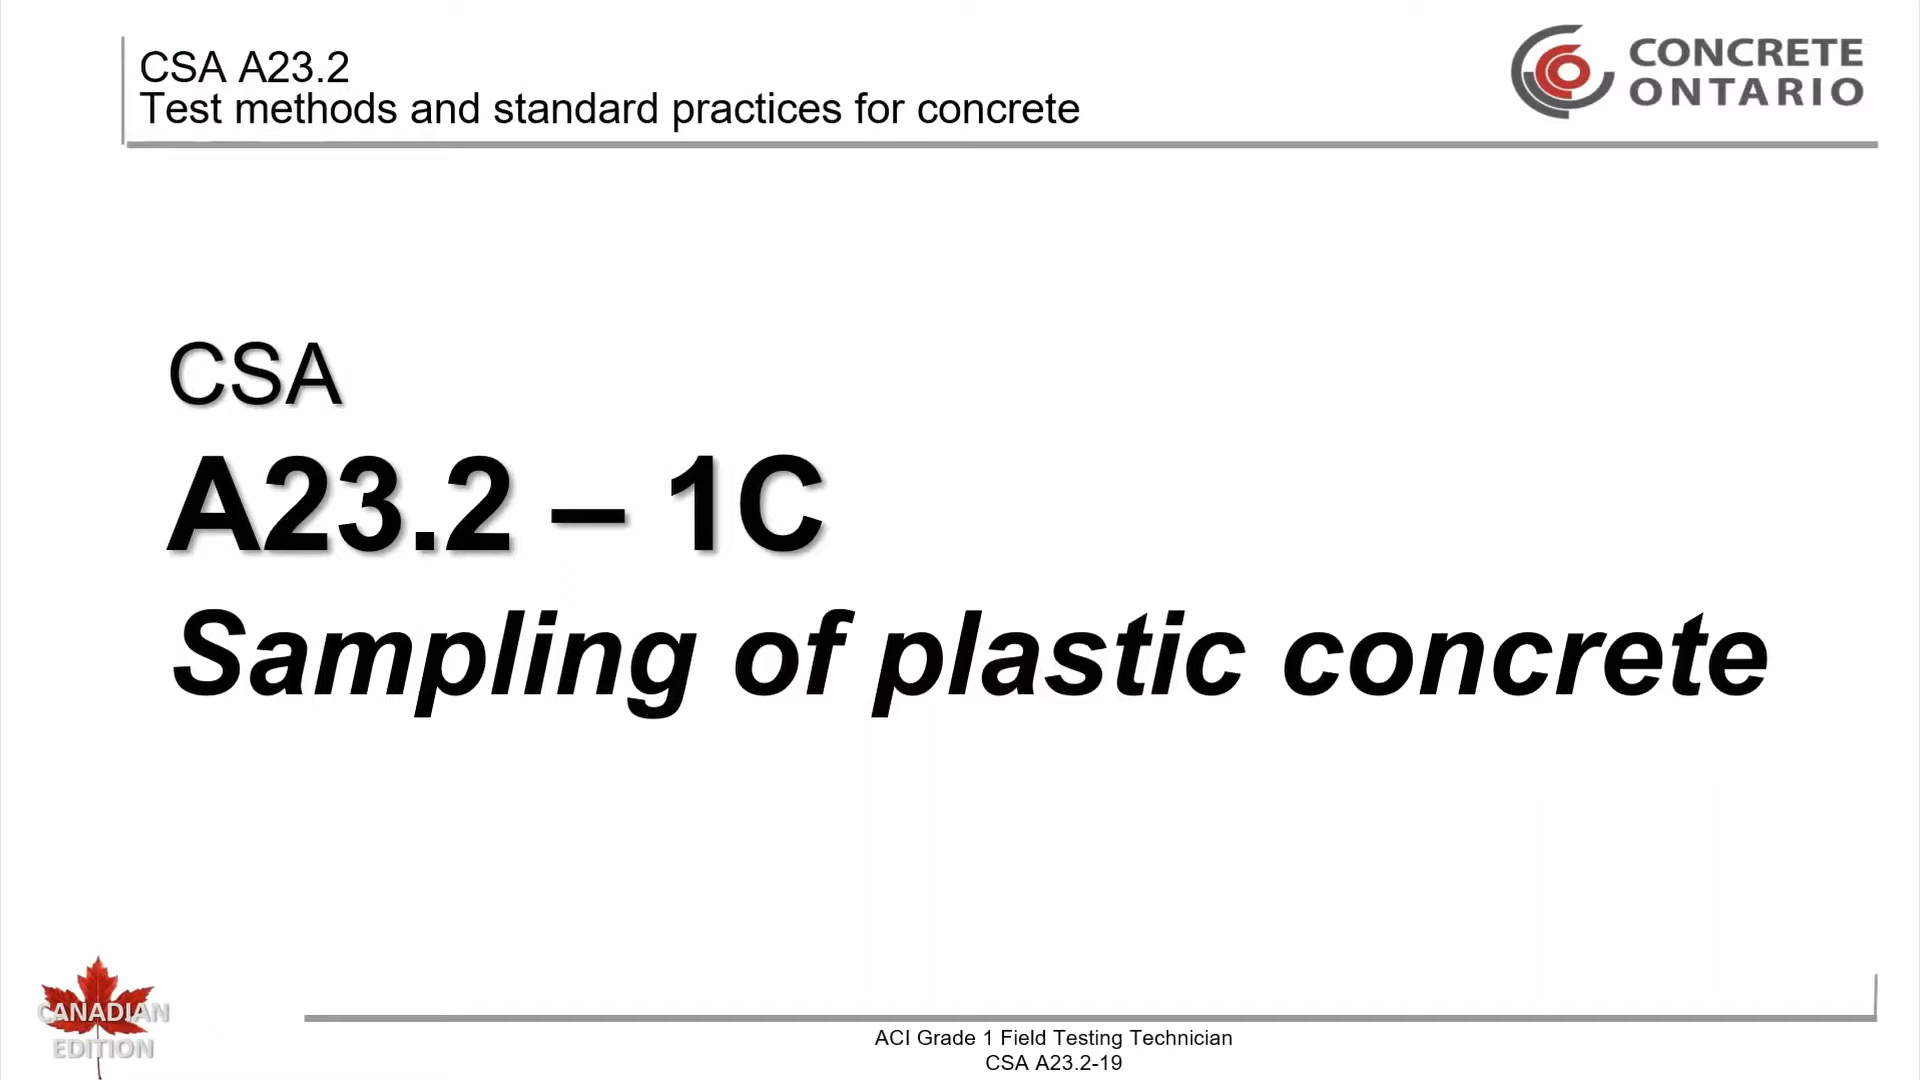 CSA A23.2
Test methods and standard practices for concrete
CONCRETE
ONTARIO
CSA
A23.2 – 1C
Sampling of plastic concrete
CANADIAN
EDITION
ACI Grade 1 Field Testing Technician
CSA A23.2-19